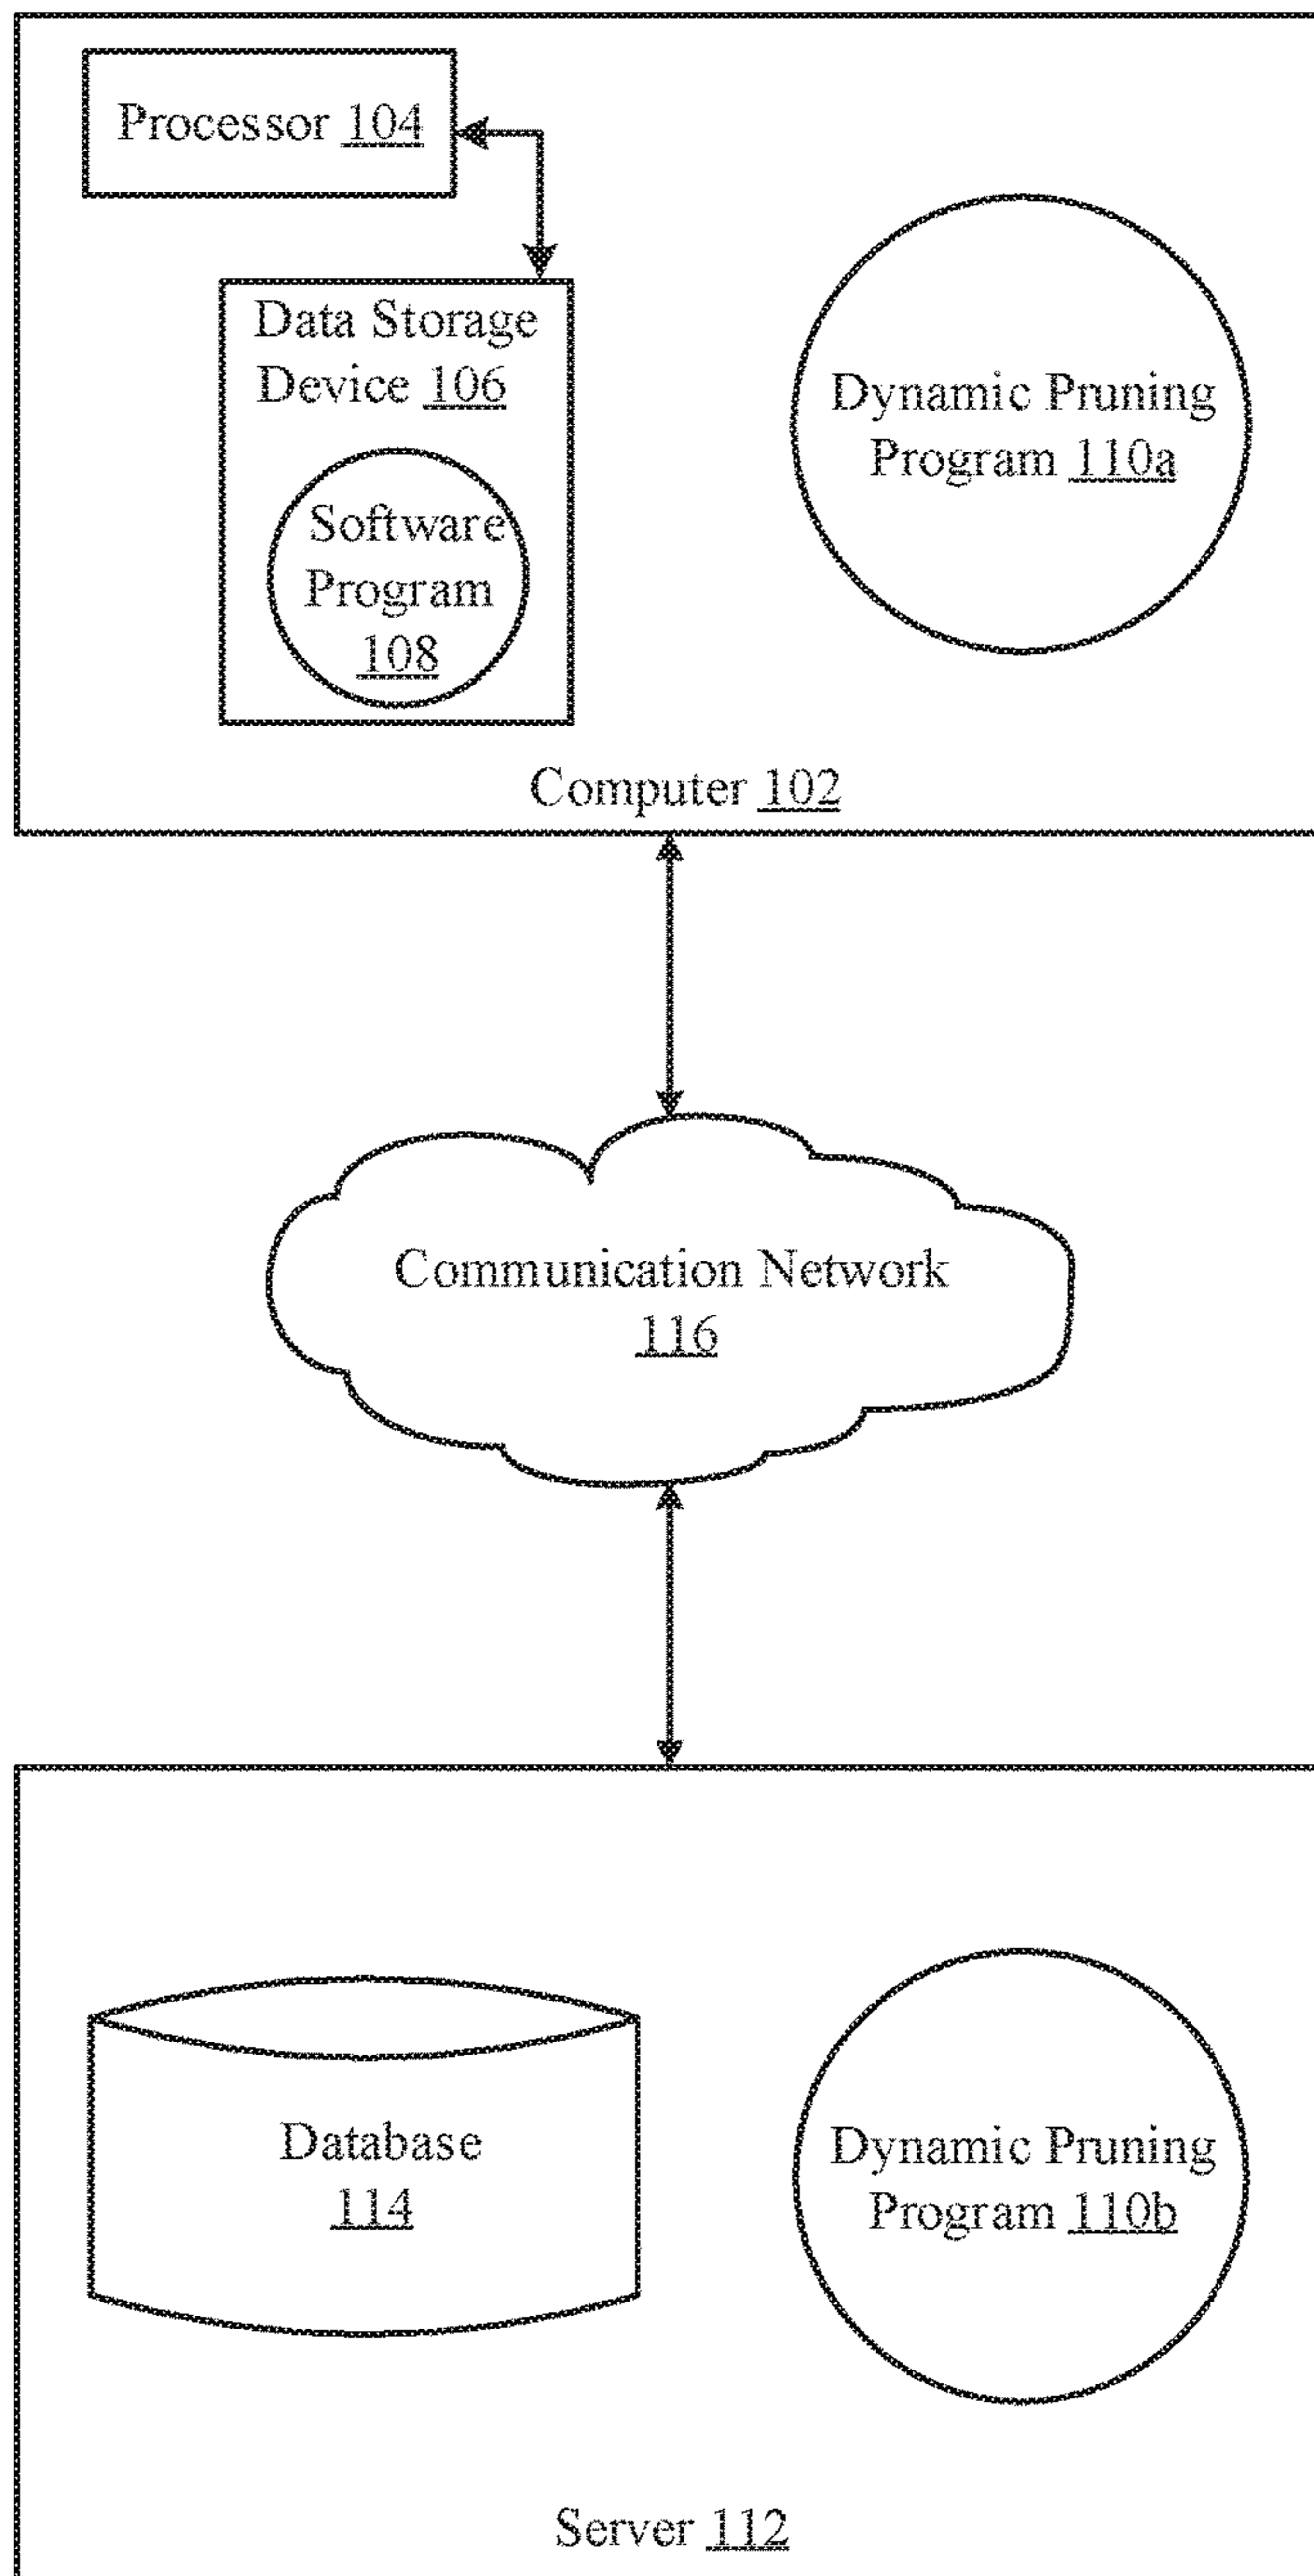 Processor 104
Data Storage
Device 106
Software
Program
108
Dynamic Pruning
Program 110a
Computer 102
Communication Network
116
Database
114
Dynamic Pruning
Program 110b
Server 112